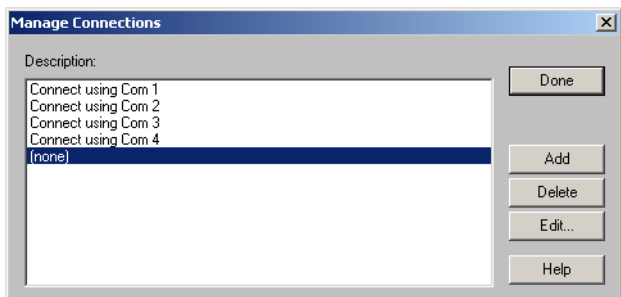 Manage Connections
Description:
Connect using Com 1
Connect using Com 2
Connect using Com 3
Connect using Com 4
(none)
Done
Add
Delete
Edit...
Help